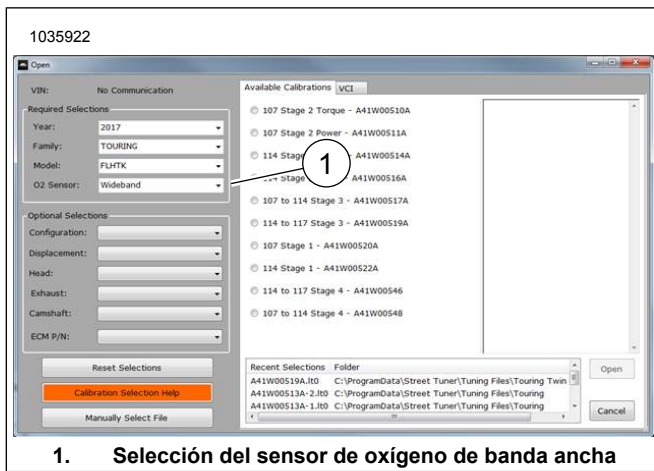 1035922
Open
VIN: No Communication
Required Selections
Year: 2017
Family: TOURING
Model: FLHTK
O2 Sensor: Wideband
Optional Selections
Configuration:
Displacement:
Head:
Exhaust:
Camshaft:
ECM P/N:
Reset Selections
Calibration Selection Help
Manually Select File
Available Calibrations VCI
107 Stage 2 Torque - A41W00510A
107 Stage 2 Power - A41W00511A
114 Stage - A41W00514A
114 Stage A41W00516A
107 to 114 Stage 3 - A41W00517A
114 to 117 Stage 3 - A41W00519A
107 Stage 1 - A41W00520A
114 Stage 1 - A41W00522A
114 to 117 Stage 4 - A41W00546
107 to 114 Stage 4 - A41W00548
1
Recent Selections Folder
A41W00519A.lt0 C:\ProgramData\Street Tuner\Tuning Files\Touring Twin
A41W00513A-2.lt0 C:\ProgramData\Street Tuner\Tuning Files\Touring
A41W00513A-1.lt0 C:\ProgramData\Street Tuner\Tuning Files\Touring
Open
Cancel
1. Selección del sensor de oxígeno de banda ancha